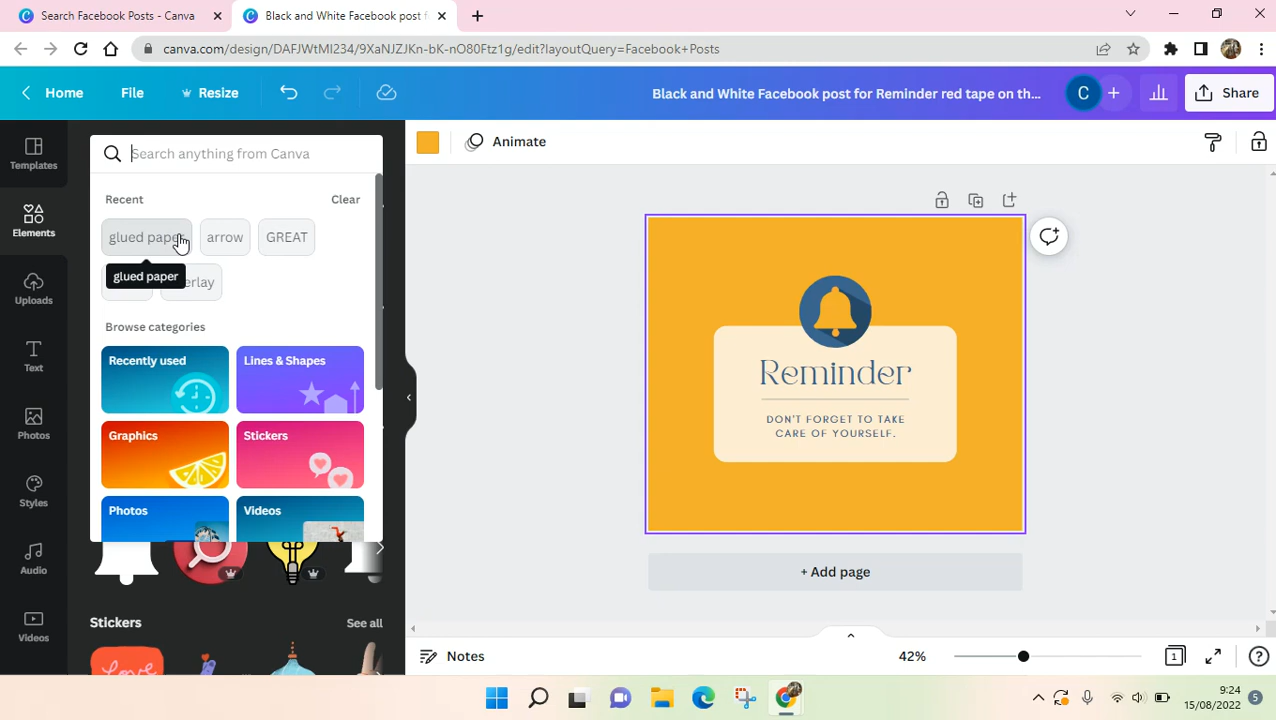 Search Facebook Posts - Canva
Black and White Facebook post f
canva.com/design/DAFJWtMI234/9XaNJZJKn-bK-nO80Ftz1g/edit?layoutQuery=Facebook+Posts
Home
File
Resize
Black and White Facebook post for Reminder red tape on th...
C
Share
Templates
Elements
Uploads
Text
Photos
Styles
Audio
Videos
Search anything from Canva
Recent
Clear
glued paper
arrow
GREAT
glued paper
Browse categories
Recently used
Lines & Shapes
Graphics
Stickers
Photos
Videos
Stickers
See all
Animate
Reminder
DON'T FORGET TO TAKE
CARE OF YOURSELF.
+ Add page
Notes
42%
1
9:24
15/08/2022
5